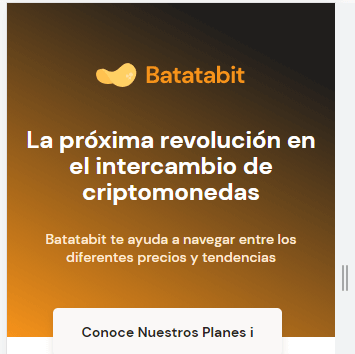 Batatabit
La próxima revolución en
el intercambio de
criptomonedas
Batatabit te ayuda a navegar entre los
diferentes precios y tendencias
Conoce Nuestros Planes i